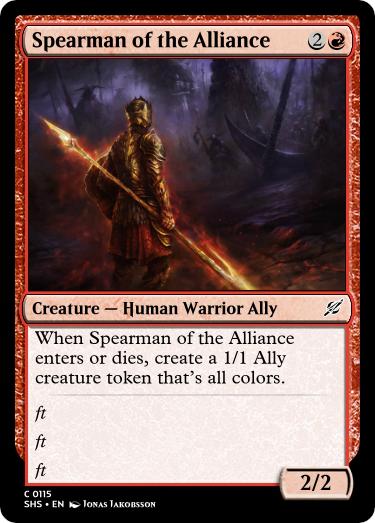 Spearman of the Alliance 2
Creature — Human Warrior Ally
When Spearman of the Alliance
enters or dies, create a 1/1 Ally
creature token that's all colors.
ft
ft
ft
2/2
C 0115
SHS • EN Jonas Jakobsson